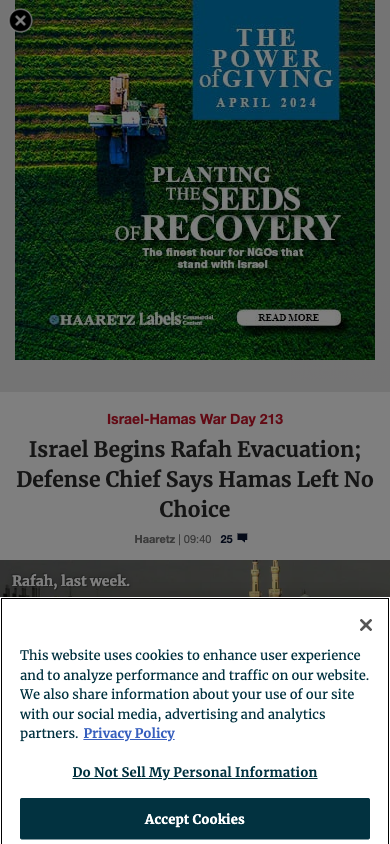 THE
POWER
of GIVING
APRIL 2024
PLANTING
THE SEEDS
OF RECOVERY
The finest hour for NGOs that
stand with Israel
HAARETZ Labels Commercial Content
READ MORE
Israel-Hamas War Day 213
Israel Begins Rafah Evacuation;
Defense Chief Says Hamas Left No
Choice
Haaretz | 09:40 25
Rafah, last week.
This website uses cookies to enhance user experience
and to analyze performance and traffic on our website.
We also share information about your use of our site
with our social media, advertising and analytics
partners. Privacy Policy
Do Not Sell My Personal Information
Accept Cookies